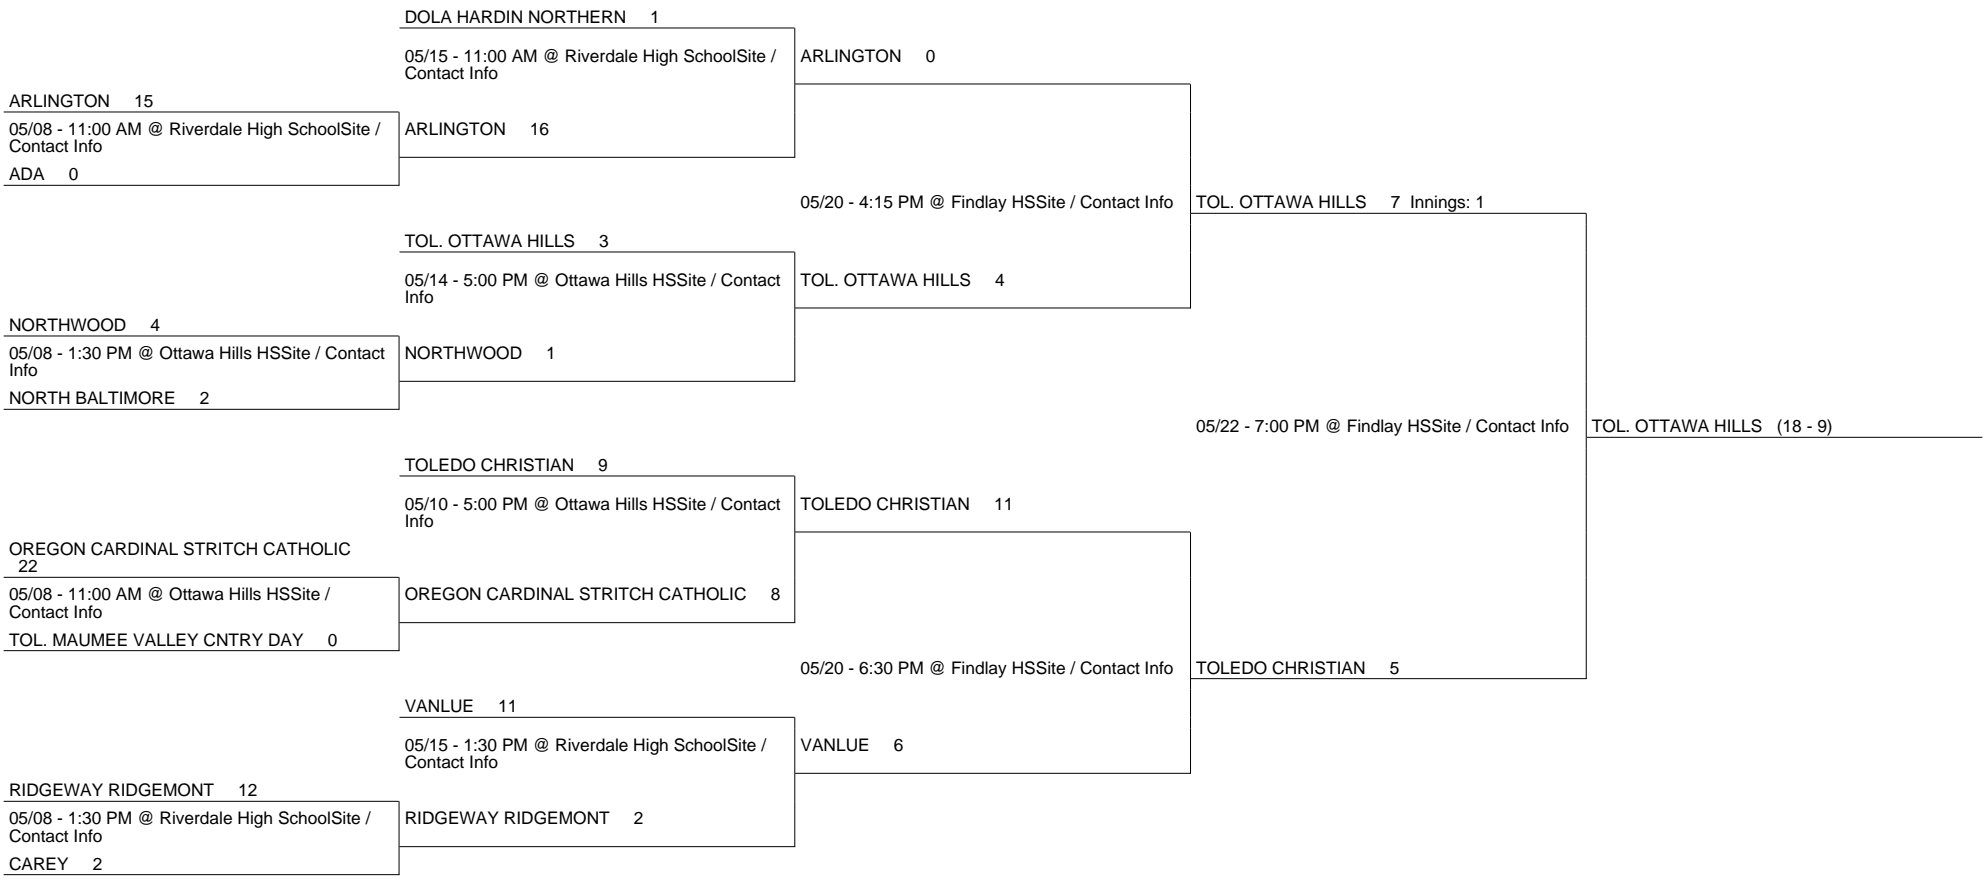 DOLA HARDIN NORTHERN 1
05/15 - 11:00 AM @ Riverdale High SchoolSite /
Contact Info
ARLINGTON 0
ARLINGTON 15
05/08 - 11:00 AM @ Riverdale High SchoolSite /
Contact Info
ARLINGTON 16
ADA 0
05/20 - 4:15 PM @ Findlay HSSite / Contact Info
TOL. OTTAWA HILLS 7 Innings: 1
TOL. OTTAWA HILLS 3
05/14 - 5:00 PM @ Ottawa Hills HSSite / Contact
Info
TOL. OTTAWA HILLS 4
NORTHWOOD 4
05/08 - 1:30 PM @ Ottawa Hills HSSite / Contact
Info
NORTHWOOD 1
NORTH BALTIMORE 2
05/22 - 7:00 PM @ Findlay HSSite / Contact Info
TOL. OTTAWA HILLS (18 - 9)
TOLEDO CHRISTIAN 9
05/10 - 5:00 PM @ Ottawa Hills HSSite / Contact
Info
TOLEDO CHRISTIAN 11
OREGON CARDINAL STRITCH CATHOLIC
22
05/08 - 11:00 AM @ Ottawa Hills HSSite /
Contact Info
OREGON CARDINAL STRITCH CATHOLIC 8
TOL. MAUMEE VALLEY CNTRY DAY 0
05/20 - 6:30 PM @ Findlay HSSite / Contact Info
TOLEDO CHRISTIAN 5
VANLUE 11
05/15 - 1:30 PM @ Riverdale High SchoolSite /
Contact Info
VANLUE 6
RIDGEWAY RIDGEMONT 12
05/08 - 1:30 PM @ Riverdale High SchoolSite /
Contact Info
RIDGEWAY RIDGEMONT 2
CAREY 2